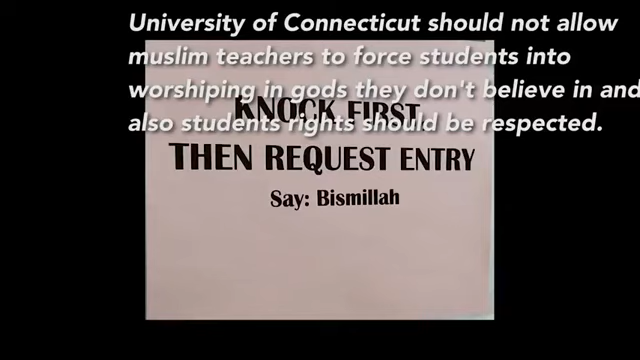 University of Connecticut should not allow
muslim teachers to force students into
worshiping in gods they don't believe in and
also students rights should be respected.
KNOCK FIRST
THEN REQUEST ENTRY
Say: Bismillah